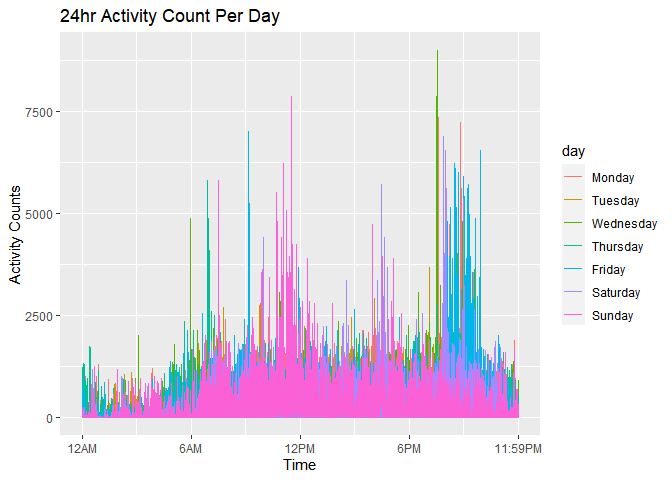 24hr Activity Count Per Day
Activity Counts
7500
5000
2500
0
12AM
6AM
12PM
6PM
11:59PM
Time
day
Monday
Tuesday
Wednesday
Thursday
Friday
Saturday
Sunday